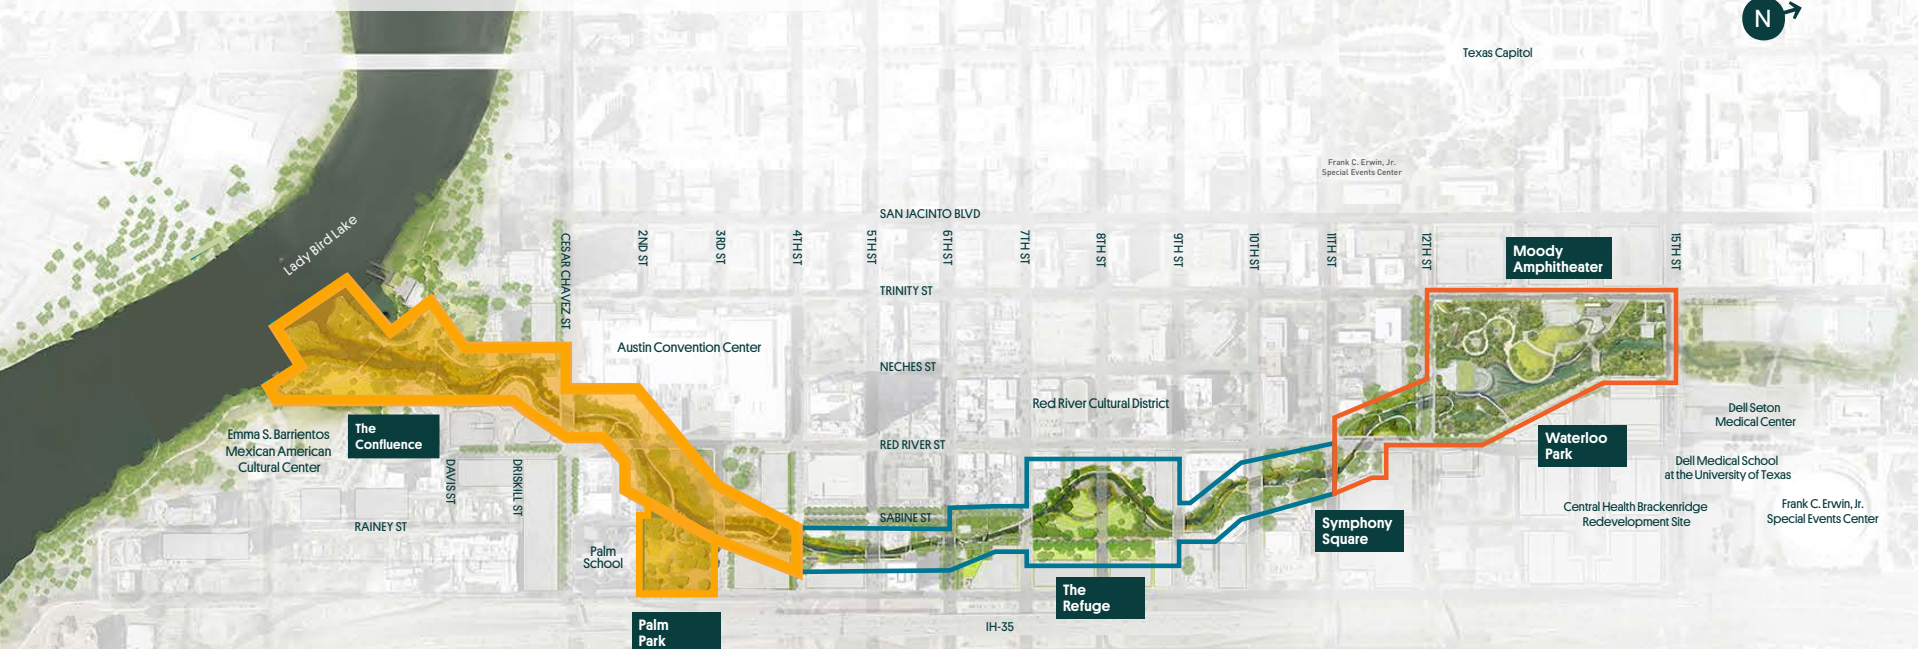 N
Texas Capitol
Frank C. Erwin, Jr.
Special Events Center
Lady Bird Lake
SAN JACINTO BLVD
CESAR CHAVEZ ST
2ND ST
3RD ST
4TH ST
5TH ST
6TH ST
7TH ST
8TH ST
9TH ST
10TH ST
11TH ST
12TH ST
15TH ST
Moody
Amphitheater
TRINITY ST
Austin Convention Center
NECHES ST
Red River Cultural District
Dell Seton
Medical Center
The
Confluence
Emma S. Barrientos
Mexican American
Cultural Center
RED RIVER ST
Waterloo
Park
Dell Medical School
at the University of Texas
DAVIS ST
DRISKILL ST
Central Health Brackenridge
Redevelopment Site
Frank C. Erwin, Jr.
Special Events Center
RAINEY ST
SABINE ST
Symphony
Square
Palm
School
The
Refuge
Palm
Park
IH-35